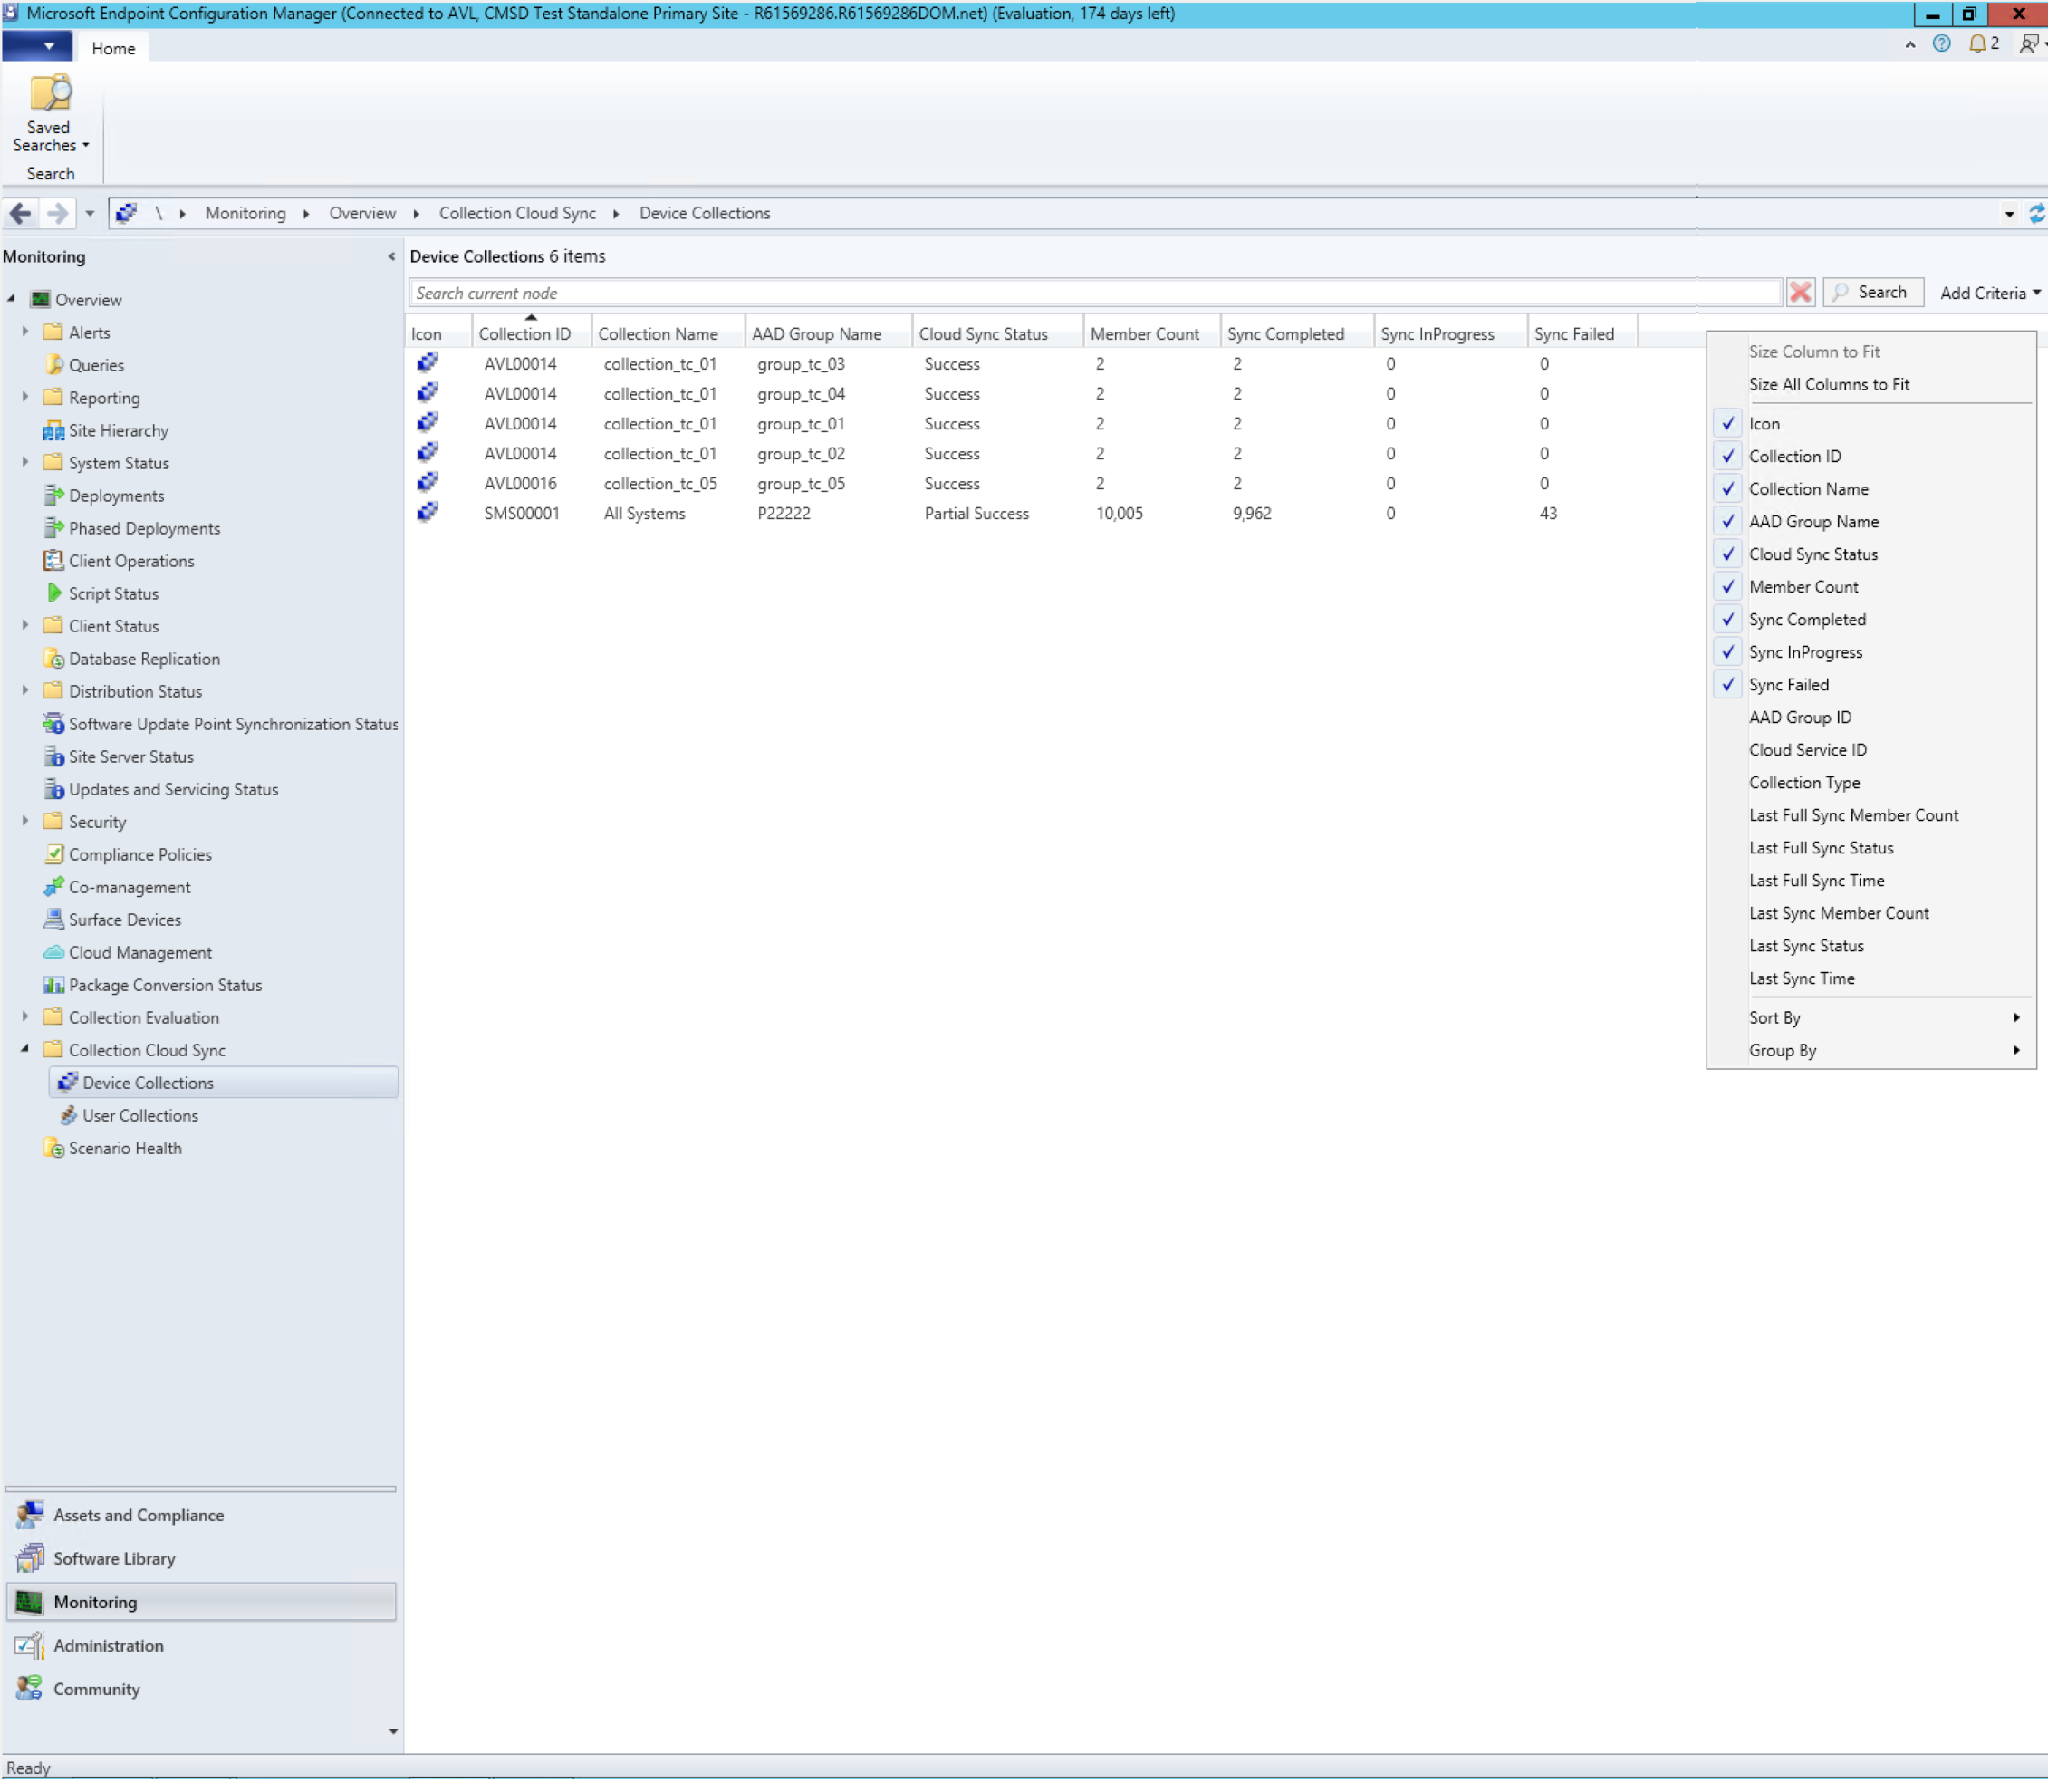 Microsoft Endpoint Configuration Manager (Connected to AVL, CMSD Test Standalone Primary Site - R61569286.R61569286DOM.net) (Evaluation, 174 days left)
Home
2
Saved
Searches
Search
\ Monitoring Overview Collection Cloud Sync Device Collections
Monitoring
Overview
Alerts
Queries
Reporting
Site Hierarchy
System Status
Deployments
Phased Deployments
Client Operations
Script Status
Client Status
Database Replication
Distribution Status
Software Update Point Synchronization Status
Site Server Status
Updates and Servicing Status
Security
Compliance Policies
Co-management
Surface Devices
Cloud Management
Package Conversion Status
Collection Evaluation
Collection Cloud Sync
Device Collections
User Collections
Scenario Health
Assets and Compliance
Software Library
Monitoring
Administration
Community
Device Collections 6 items
Search current node
Search
Add Criteria
Icon Collection ID Collection Name AAD Group Name Cloud Sync Status Member Count Sync Completed Sync InProgress Sync Failed
AVL00014 collection_tc_01 group_tc_03 Success 2 2 0 0
AVL00014 collection_tc_01 group_tc_04 Success 2 2 0 0
AVL00014 collection_tc_01 group_tc_01 Success 2 2 0 0
AVL00014 collection_tc_01 group_tc_02 Success 2 2 0 0
AVL00016 collection_tc_05 group_tc_05 Success 2 2 0 0
SMS00001 All Systems P22222 Partial Success 10,005 9,962 0 43
Size Column to Fit
Size All Columns to Fit
Icon
Collection ID
Collection Name
AAD Group Name
Cloud Sync Status
Member Count
Sync Completed
Sync InProgress
Sync Failed
AAD Group ID
Cloud Service ID
Collection Type
Last Full Sync Member Count
Last Full Sync Status
Last Full Sync Time
Last Sync Member Count
Last Sync Status
Last Sync Time
Sort By
Group By
Ready